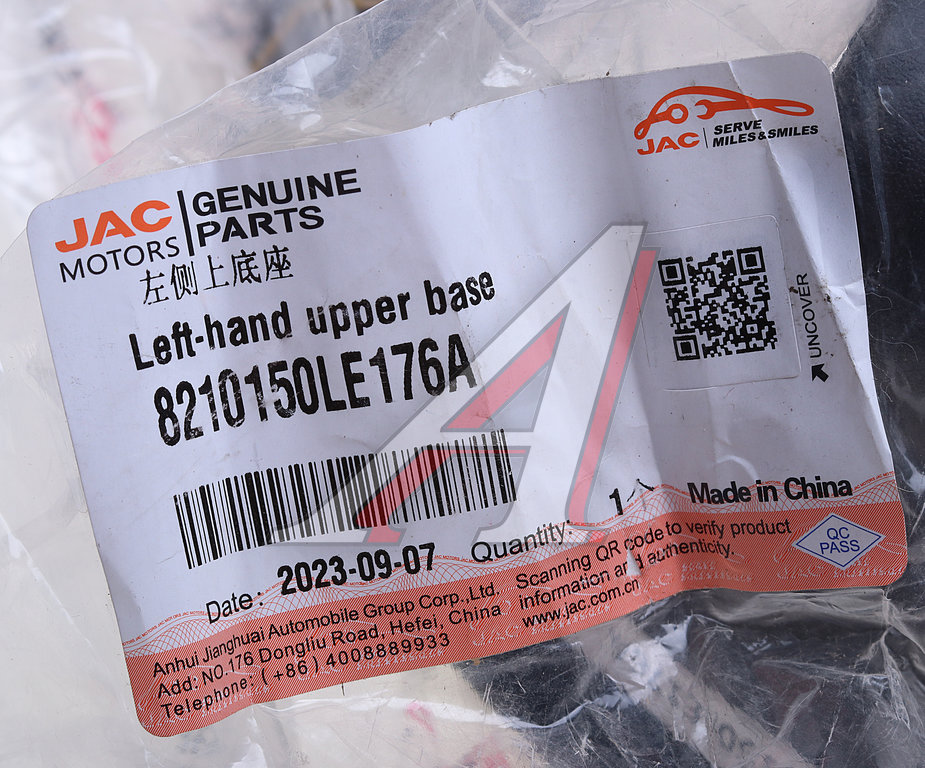 JAC
MOTORS
GENUINE
PARTS
JAC
SERVE
MILES&SMILES
左侧上底座
Left-hand upper base
8210150LE176A
UNCOVER
Date: 2023-09-07
Quantity: 1
Made in China
Anhui Jianghuai Automobile Group Corp.,Ltd.
Add: NO.176 Dongliu Road, Hefei, China
Telephone: (+86) 4008889933
Scanning QR code to verify product
information and authenticity.
www.jac.com.cn
QC
PASS